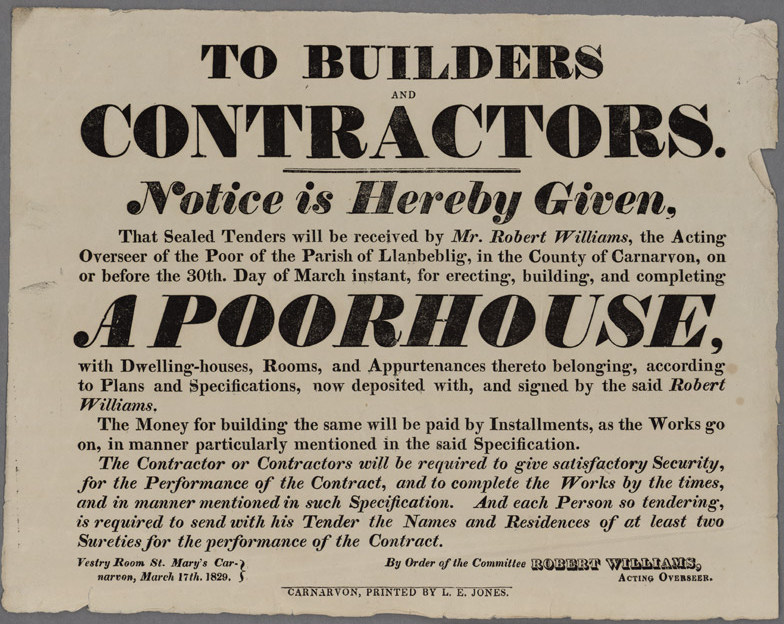 TO BUILDERS
AND
CONTRACTORS.
Notice is Hereby Given,
That Sealed Tenders will be received by Mr. Robert Williams, the Acting
Overseer of the Poor of the Parish of Llanbeblig, in the County of Carnarvon, on
or before the 30th. Day of March instant, for erecting, building, and completing
A POORHOUSE,
with Dwelling-houses, Rooms, and Appurtenances thereto belonging, according
to Plans and Specifications, now deposited with, and signed by the said Robert
Williams.
The Money for building the same will be paid by Installments, as the Works go
on, in manner particularly mentioned in the said Specification.
The Contractor or Contractors will be required to give satisfactory Security,
for the Performance of the Contract, and to complete the Works by the times,
and in manner mentioned in such Specification. And each Person so tendering,
is required to send with his Tender the Names and Residences of at least two
Sureties for the performance of the Contract.
Vestry Room St. Mary's Car-
narvon, March 17th. 1829.
By Order of the Committee ROBERT WILLIAMS,
ACTING OVERSEER.
CARNARVON, PRINTED BY L. E. JONES.